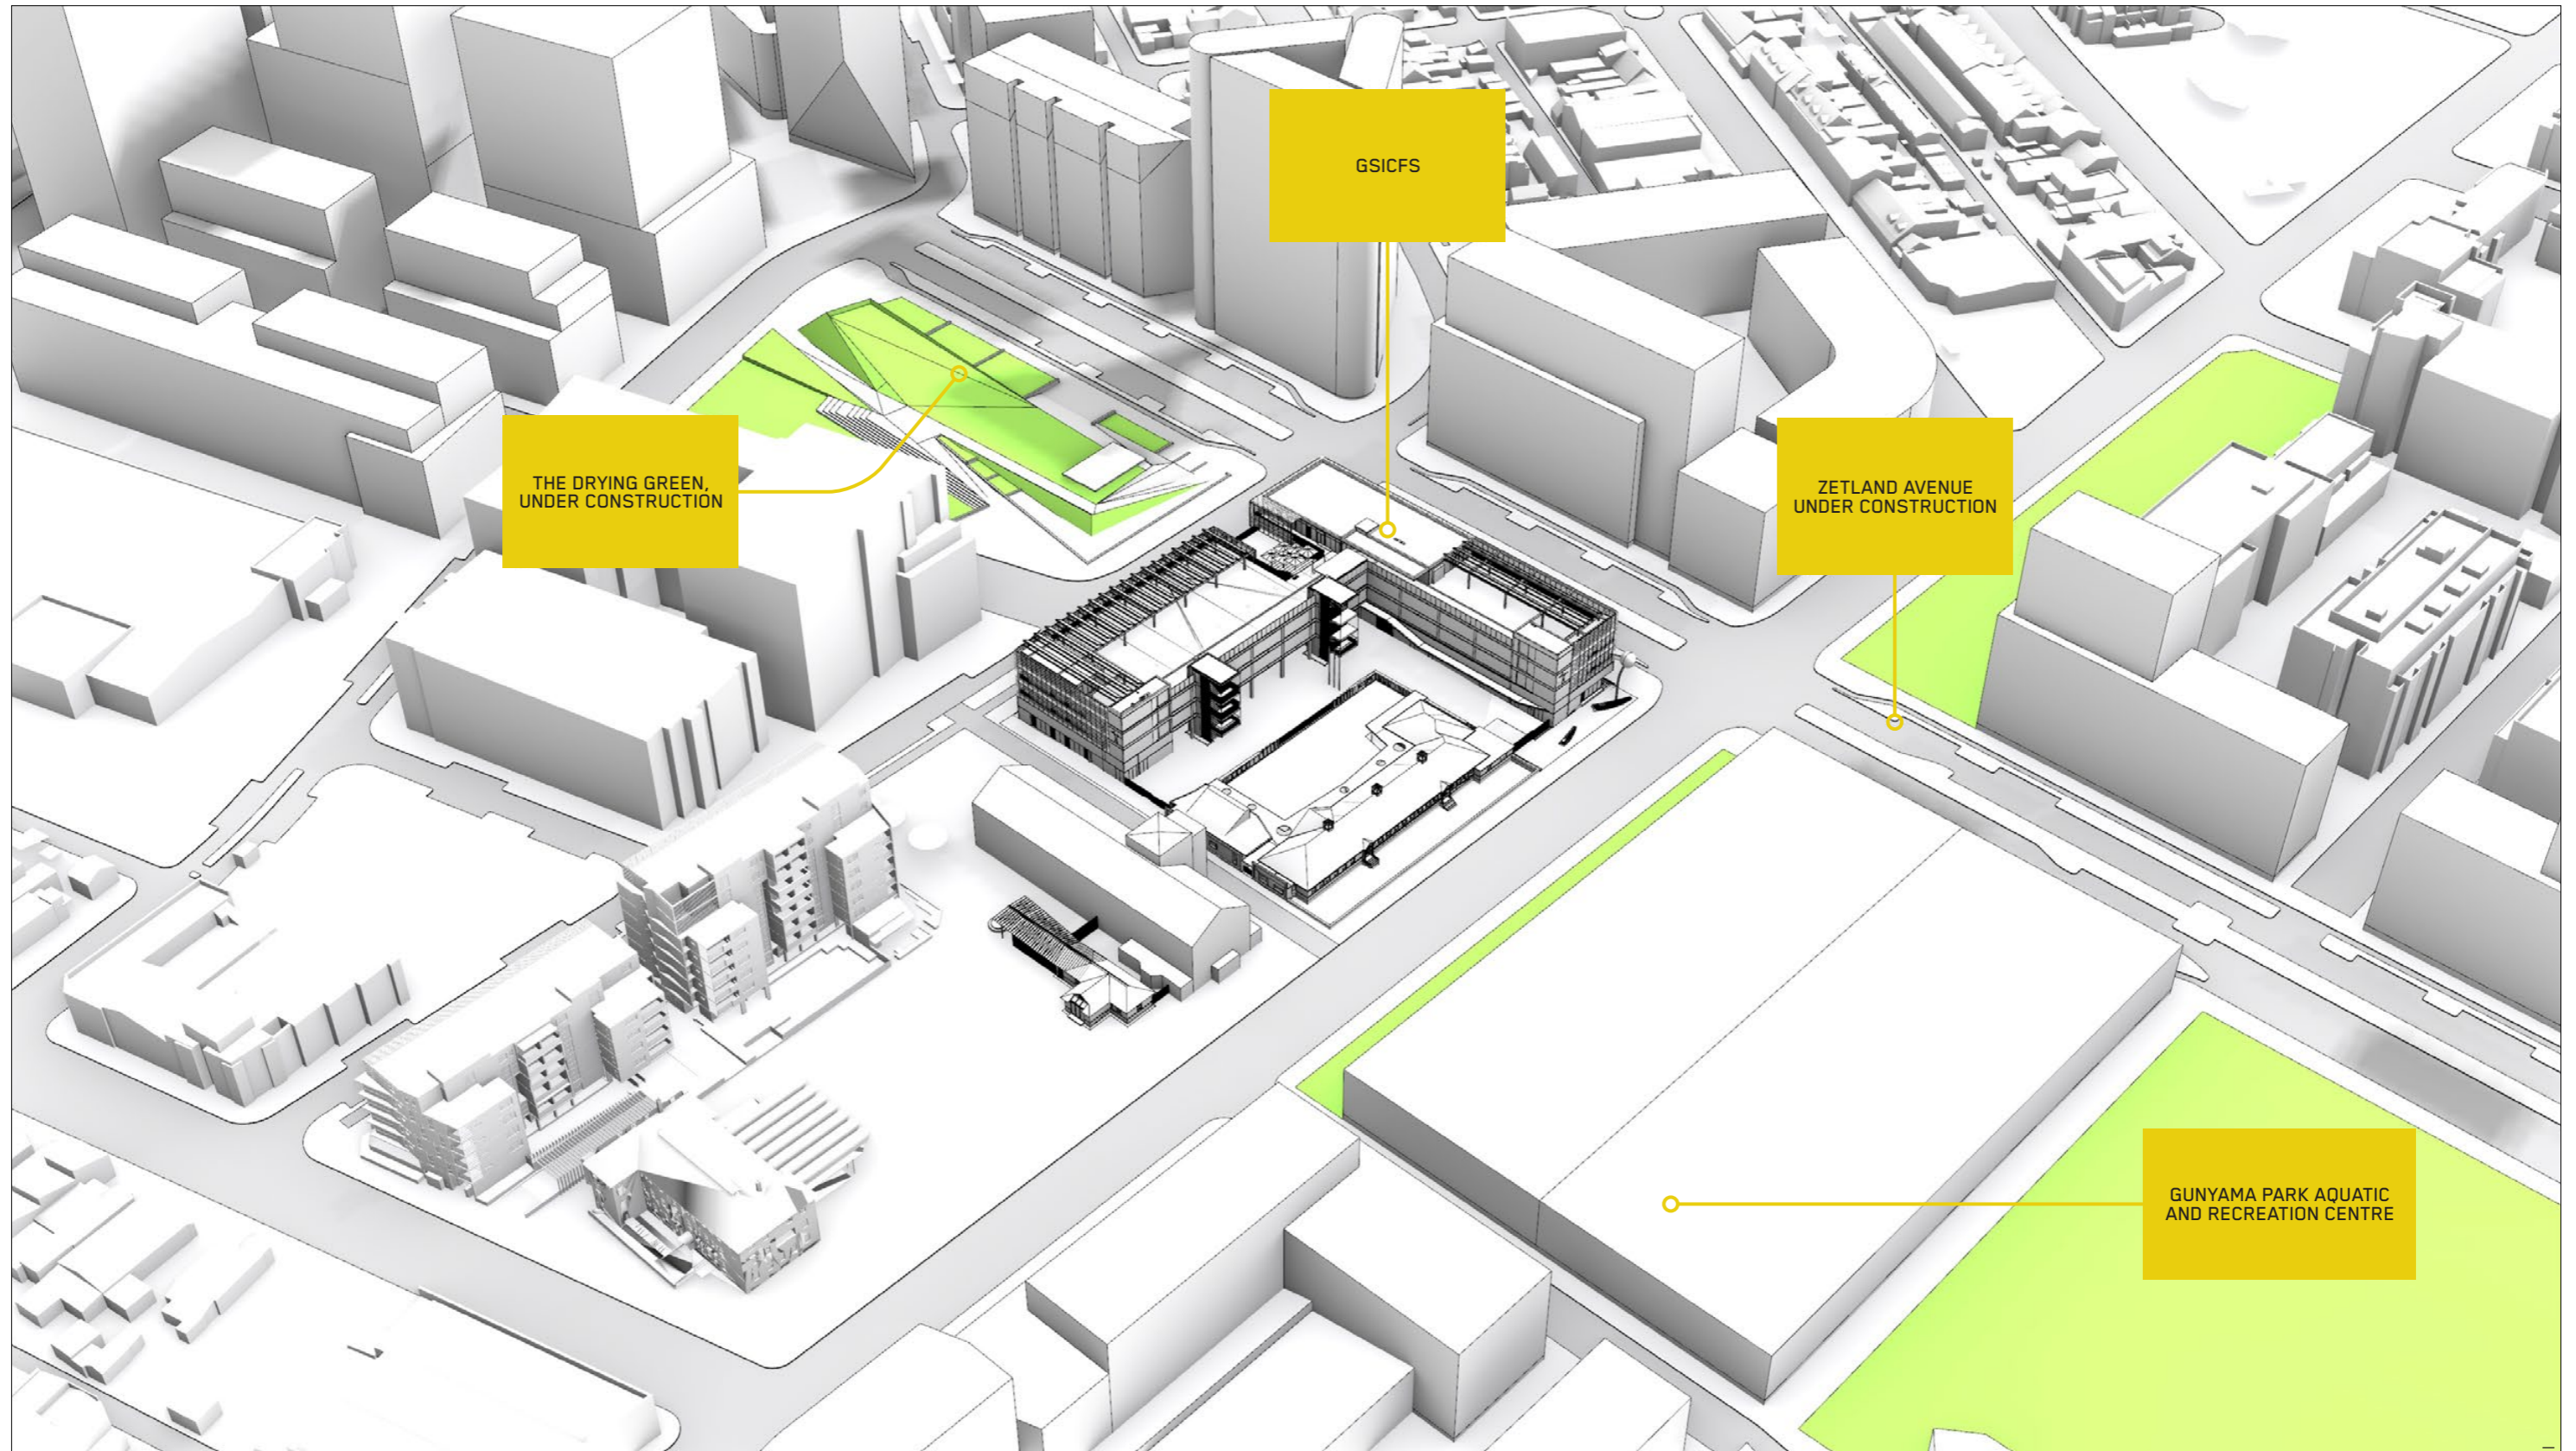 GSICFS
THE DRYING GREEN,
UNDER CONSTRUCTION
ZETLAND AVENUE
UNDER CONSTRUCTION
GUNYAMA PARK AQUATIC
AND RECREATION CENTRE